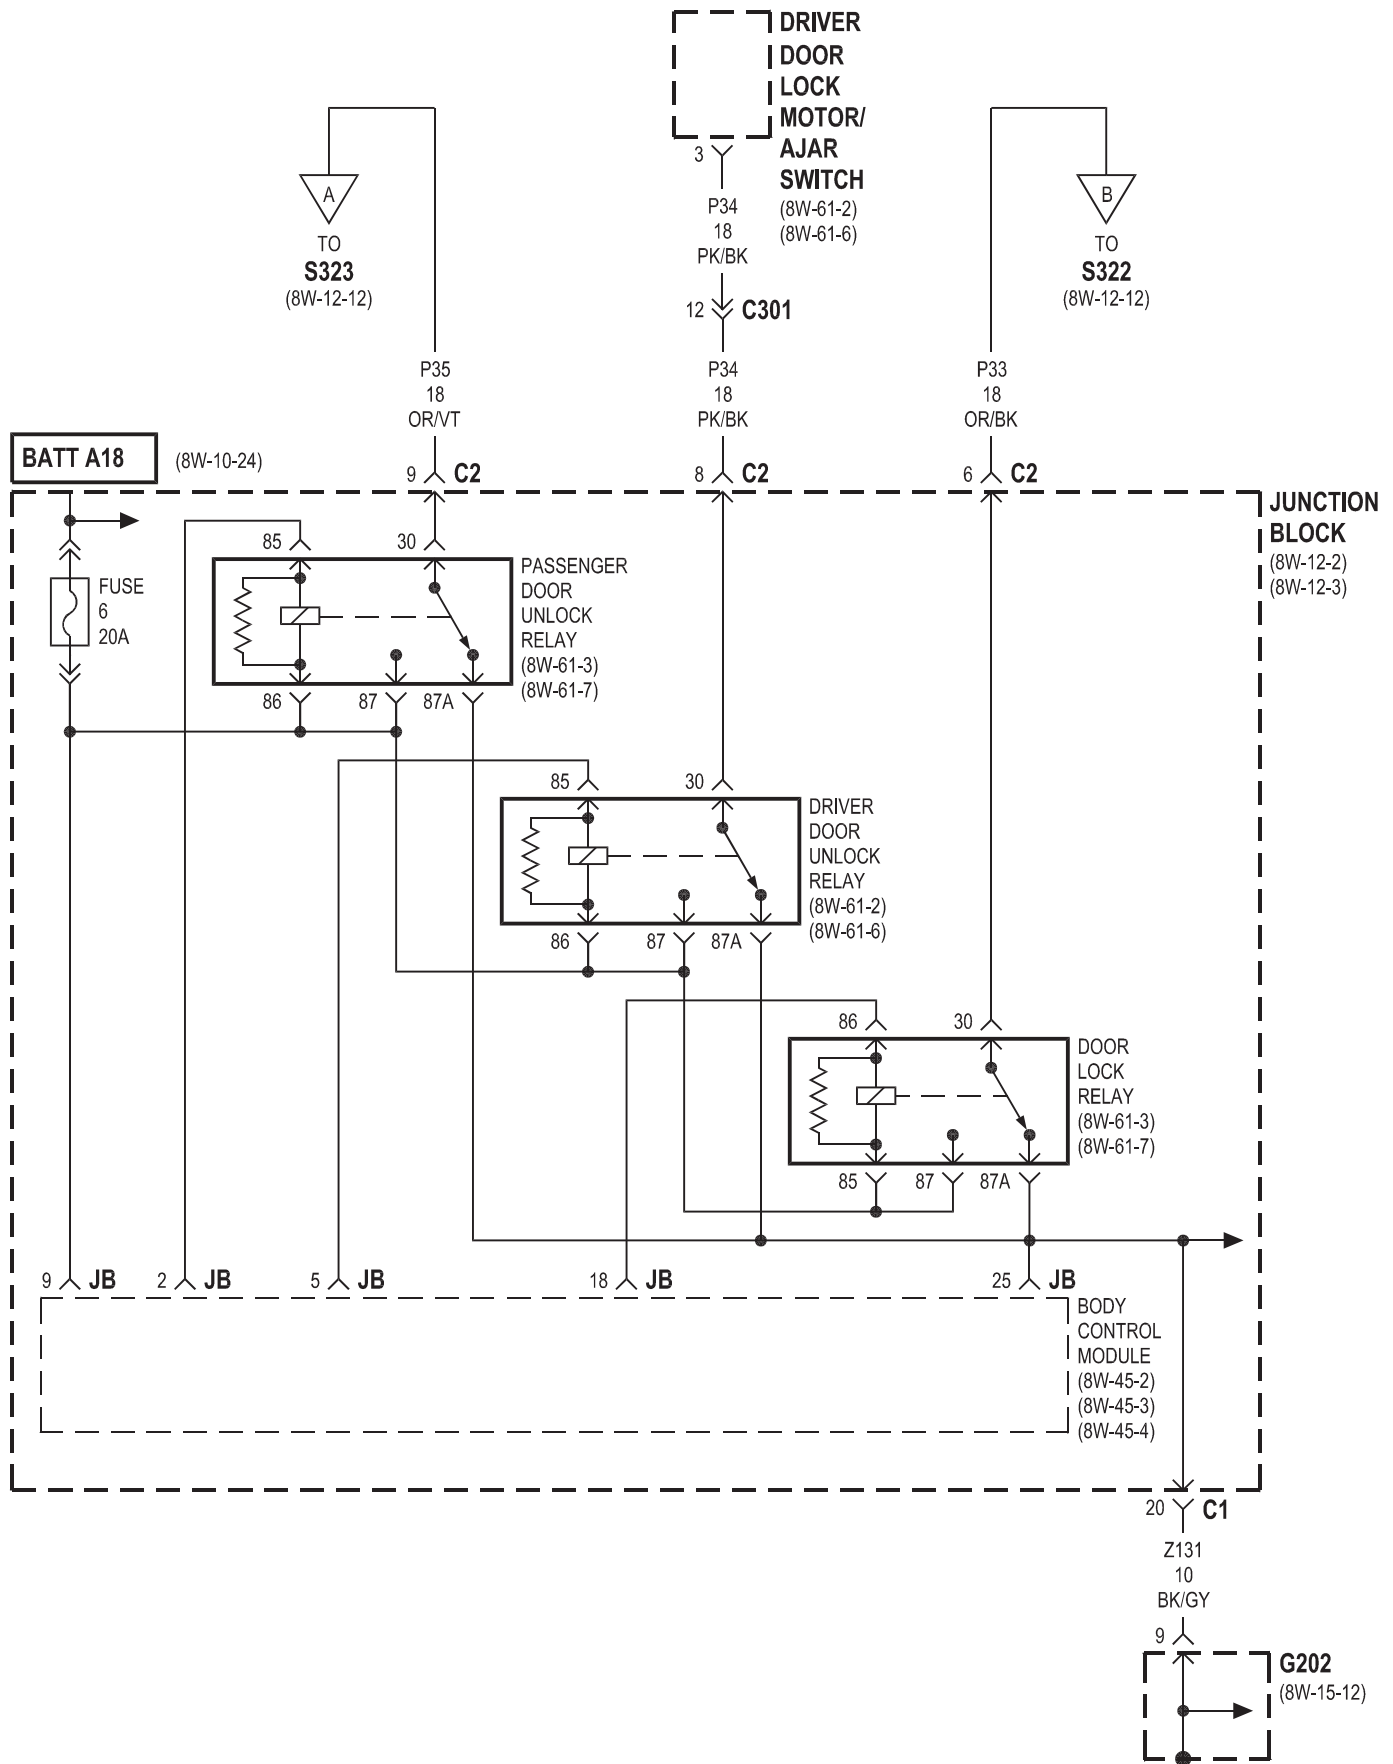 DRIVER
DOOR
LOCK
MOTOR/
AJAR
SWITCH
(8W-61-2)
(8W-61-6)
3
P34
18
PK/BK
12 C301
A
TO
S323
(8W-12-12)
B
TO
S322
(8W-12-12)
P35
18
OR/VT
P34
18
PK/BK
P33
18
OR/BK
BATT A18 (8W-10-24)
9 C2
8 C2
6 C2
JUNCTION
BLOCK
(8W-12-2)
(8W-12-3)
FUSE
6
20A
85 30
PASSENGER
DOOR
UNLOCK
RELAY
(8W-61-3)
(8W-61-7)
86 87 87A
85 30
DRIVER
DOOR
UNLOCK
RELAY
(8W-61-2)
(8W-61-6)
86 87 87A
86 30
DOOR
LOCK
RELAY
(8W-61-3)
(8W-61-7)
85 87 87A
9 JB
2 JB
5 JB
18 JB
25 JB
BODY
CONTROL
MODULE
(8W-45-2)
(8W-45-3)
(8W-45-4)
20 C1
Z131
10
BK/GY
9
G202
(8W-15-12)